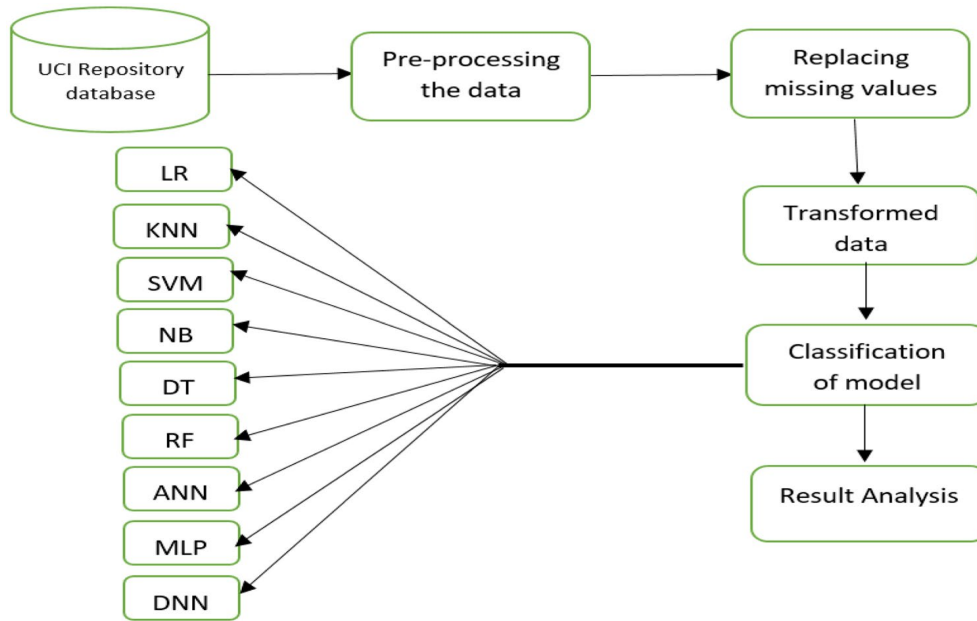 UCI Repository
database
Pre-processing
the data
Replacing
missing values
Transformed
data
Classification
of model
Result Analysis
LR
KNN
SVM
NB
DT
RF
ANN
MLP
DNN